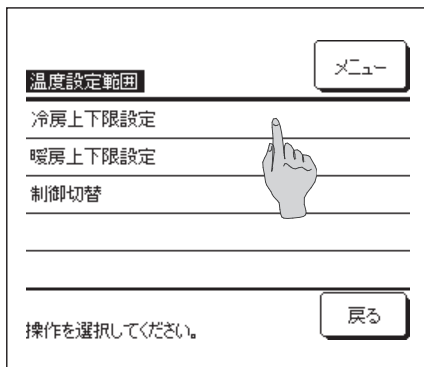 メニュー
温度設定範囲
冷房上下限設定
暖房上下限設定
制御切替
戻る
操作を選択してください。